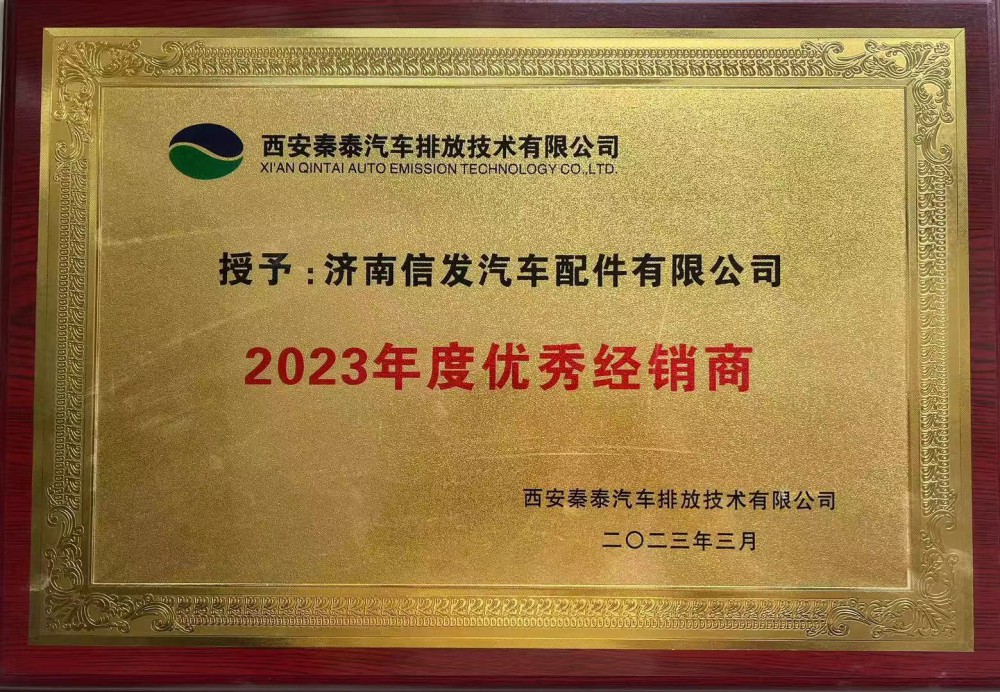 西安秦泰汽车排放技术有限公司
XI'AN QINTAI AUTO EMISSION TECHNOLOGY CO.,LTD.
授予:济南信发汽车配件有限公司
2023年度优秀经销商
西安秦泰汽车排放技术有限公司
二〇二三年三月